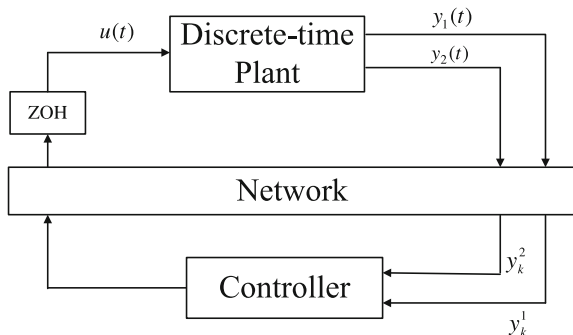 u(t)
Discrete-time
Plant
y₁(t)
y₂(t)
ZOH
Network
Controller
y_k^2
y_k^1